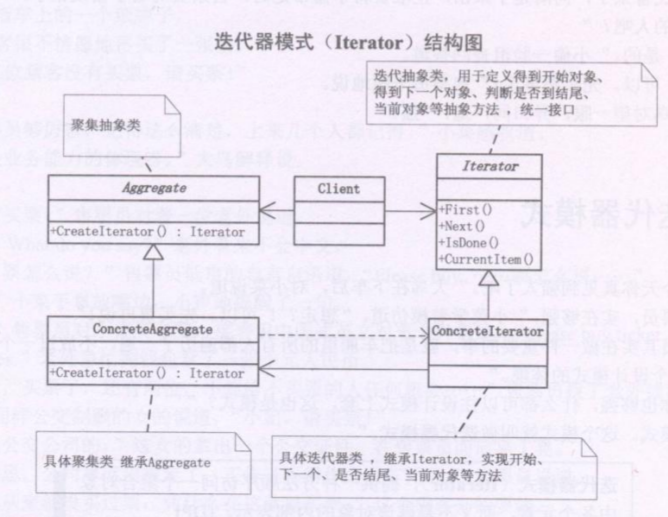 迭代器模式（Iterator）结构图
迭代抽象类，用于定义得到开始对象、
得到下一个对象、判断是否到结尾、
当前对象等抽象方法，统一接口
聚集抽象类
Aggregate
+CreateIterator() : Iterator
Client
Iterator
+First()
+Next()
+IsDone()
+CurrentItem()
ConcreteAggregate
+CreateIterator() : Iterator
ConcreteIterator
具体聚集类 继承Aggregate
具体迭代器类，继承Iterator，实现开始、
下一个、是否结尾、当前对象等方法